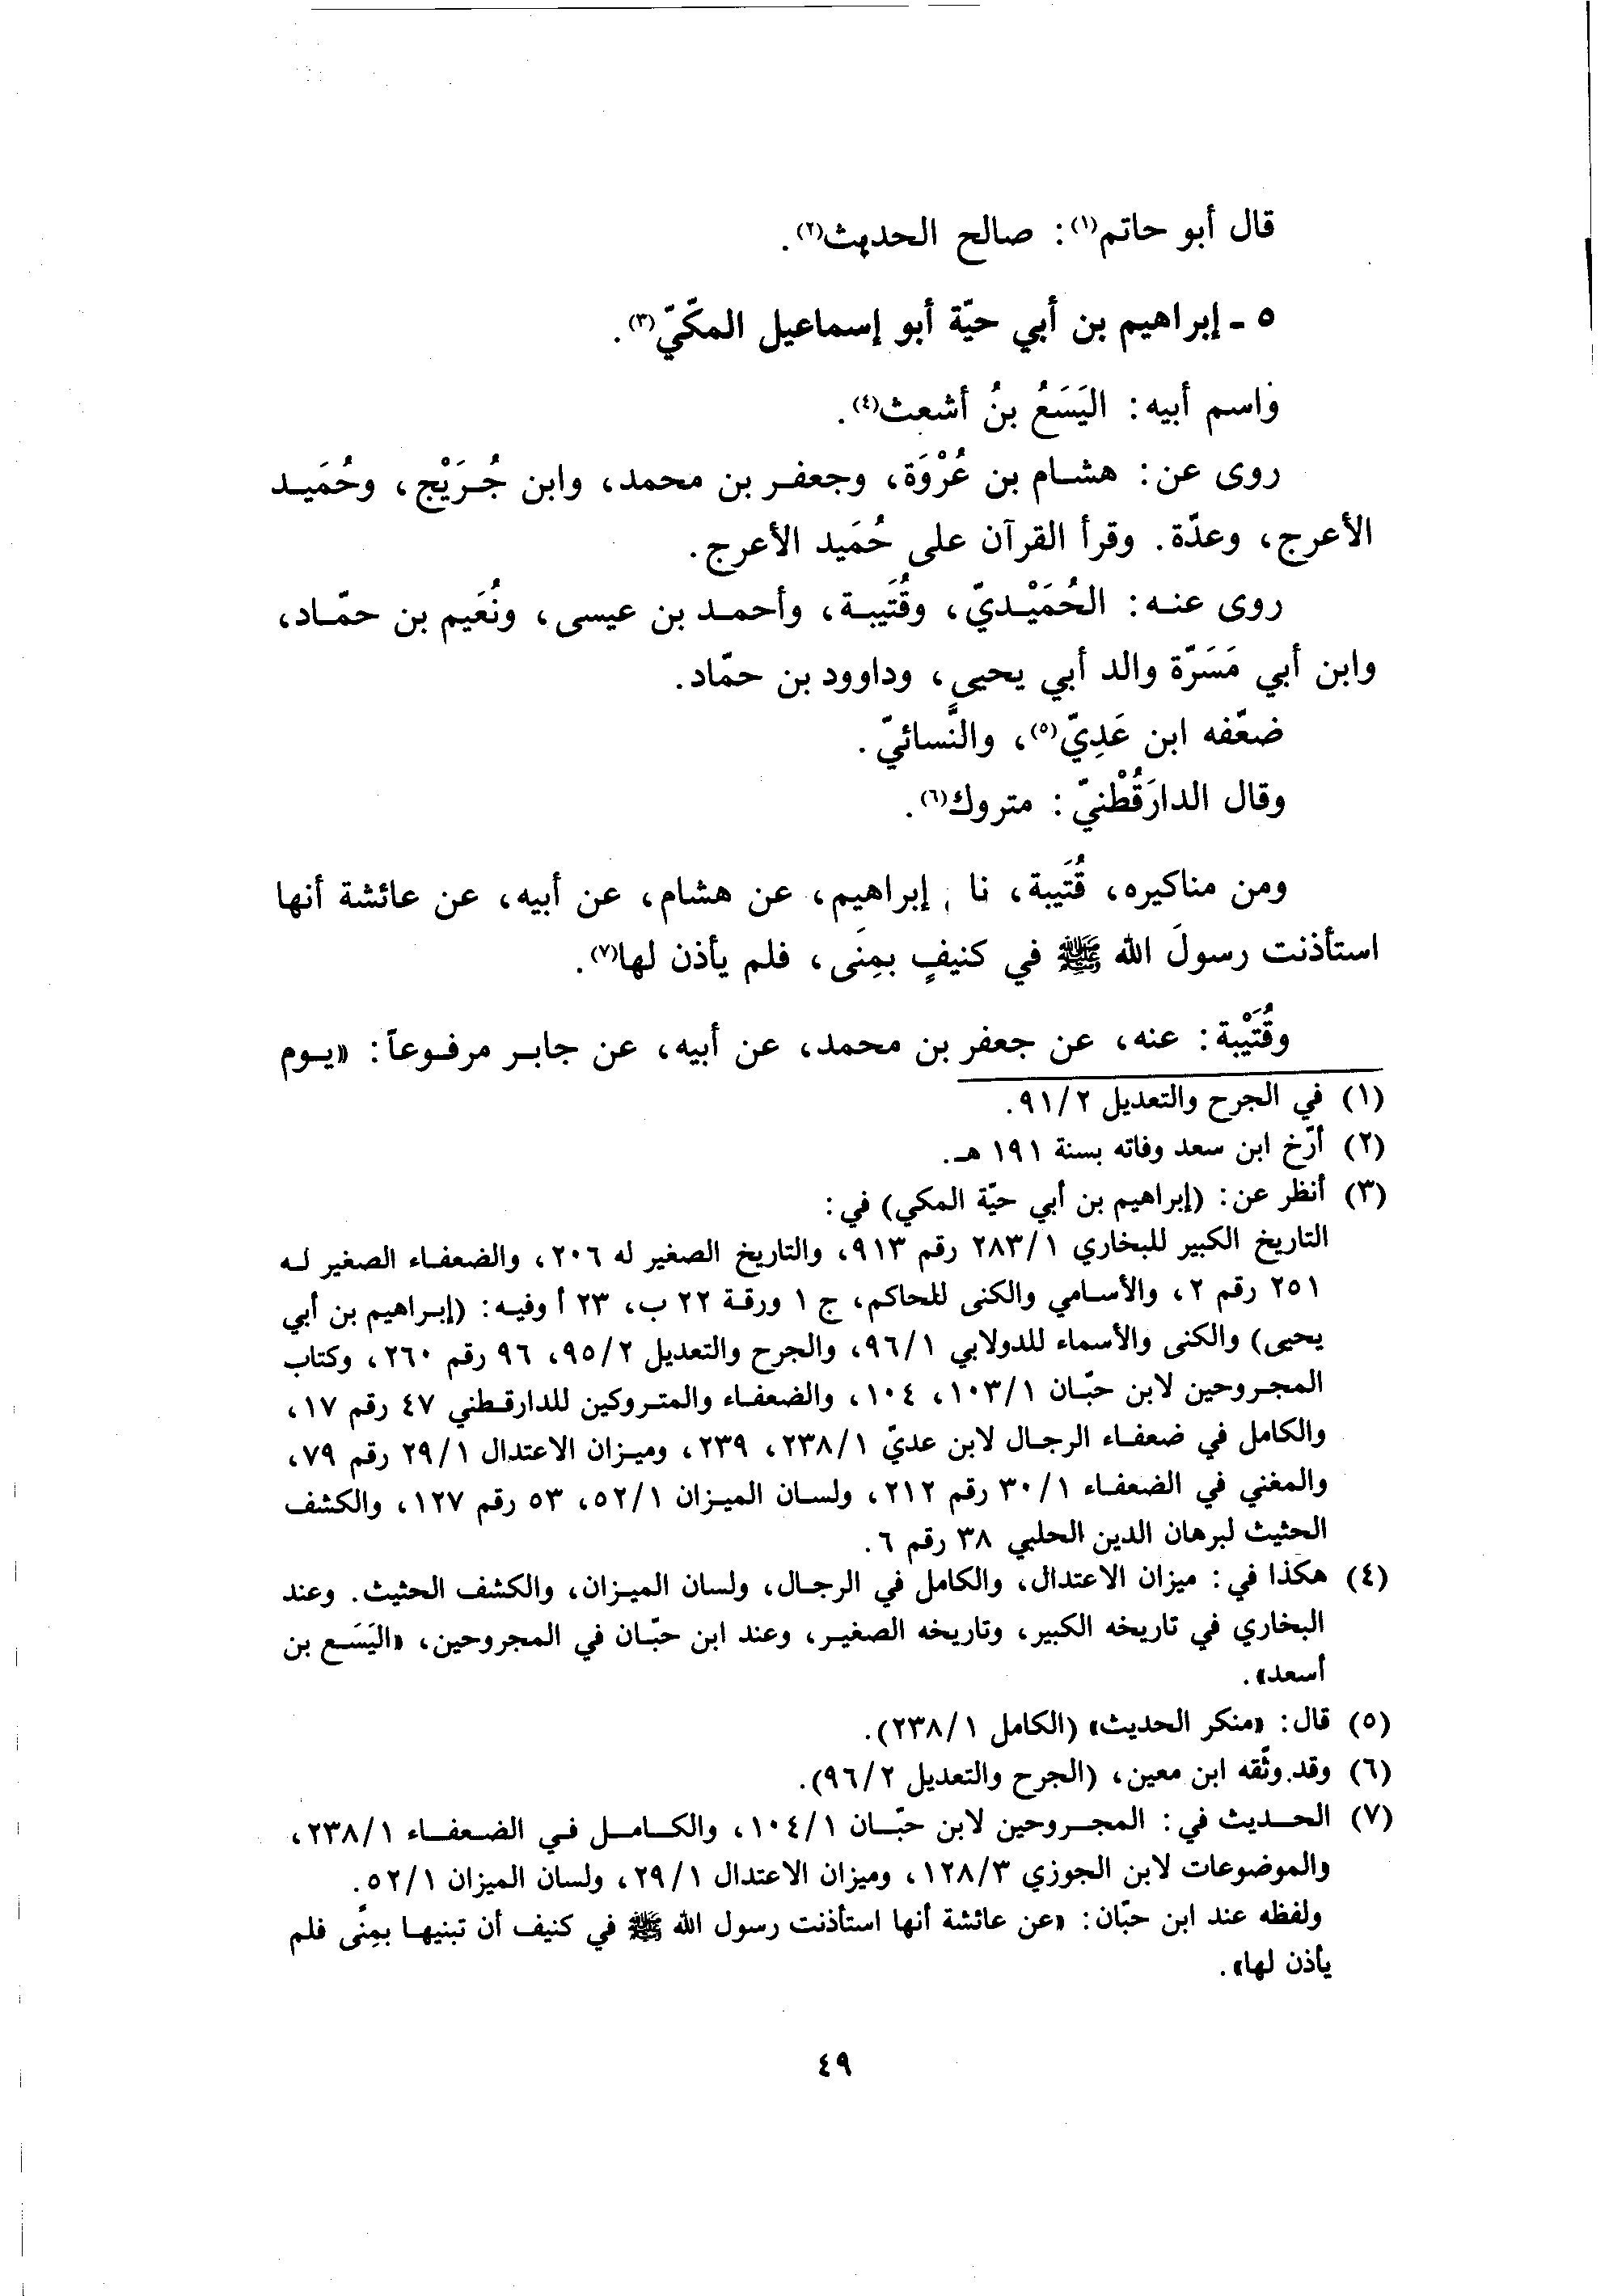 قال أبو حاتم(١): صالح الحديث(٢).
٥ - إبراهيم بن أبي حيّة أبو إسماعيل المكّيّ(٣).
واسم أبيه: اليَسَعُ بنُ أشعث(٤).
روى عن: هشام بن عُرْوَة، وجعفر بن محمد، وابن جُرَيْج، وحُمَيد
الأعرج، وعدّة. وقرأ القرآن على حُمَيد الأعرج.
روى عنه: الحُمَيْديّ، وقُتَيبة، وأحمد بن عيسى، ونُعَيم بن حمّاد،
وابن أبي مَسَرّة والد أبي يحيى، وداوود بن حمّاد.
ضعّفه ابن عَدِيّ(٥)، والنَّسائيّ.
وقال الدارَقُطْنيّ: متروك(٦).
ومن مناكيره، قُتَيبة، نا إبراهيم، عن هشام، عن أبيه، عن عائشة أنها
استأذنت رسولَ الله ﷺ في كنيفٍ بمِنَى، فلم يأذن لها(٧).
وقُتَيْبة: عنه، عن جعفر بن محمد، عن أبيه، عن جابر مرفوعاً: «يوم
(١) في الجرح والتعديل ٢/٩١.
(٢) أرّخ ابن سعد وفاته بسنة ١٩١ هـ.
(٣) أنظر عن: (إبراهيم بن أبي حيّة المكي) في:
التاريخ الكبير للبخاري ١/٢٨٣ رقم ٩١٣، والتاريخ الصغير له ٢٠٦، والضعفاء الصغير له
٢٥١ رقم ٢، والأسامي والكنى للحاكم، ج ١ ورقة ٢٢ ب، ٢٣ أ وفيه: (إبراهيم بن أبي
يحيى) والكنى والأسماء للدولابي ١/٩٦، والجرح والتعديل ٢/٩٥، ٩٦ رقم ٢٦٠، وكتاب
المجروحين لابن حبّان ١/١٠٣، ١٠٤، والضعفاء والمتروكين للدارقطني ٤٧ رقم ١٧،
والكامل في ضعفاء الرجال لابن عديّ ١/٢٣٨، ٢٣٩، وميزان الاعتدال ١/٢٩ رقم ٧٩،
والمغني في الضعفاء ١/٣٠ رقم ٢١٢، ولسان الميزان ١/٥٢، ٥٣ رقم ١٢٧، والكشف
الحثيث لبرهان الدين الحلبي ٣٨ رقم ٦.
(٤) هكذا في: ميزان الاعتدال، والكامل في الرجال، ولسان الميزان، والكشف الحثيث. وعند
البخاري في تاريخه الكبير، وتاريخه الصغير، وعند ابن حبّان في المجروحين، «اليَسَع بن
أسعد».
(٥) قال: «منكر الحديث» (الكامل ١/٢٣٨).
(٦) وقد وثّقه ابن معين، (الجرح والتعديل ٢/٩٦).
(٧) الحديث في: المجروحين لابن حبّان ١/١٠٤، والكامل في الضعفاء ١/٢٣٨،
والموضوعات لابن الجوزي ٣/١٢٨، وميزان الاعتدال ١/٢٩، ولسان الميزان ١/٥٢.
ولفظه عند ابن حبّان: «عن عائشة أنها استأذنت رسول الله ﷺ في كنيف أن تبنيها بمِنًى فلم
يأذن لها».
٤٩